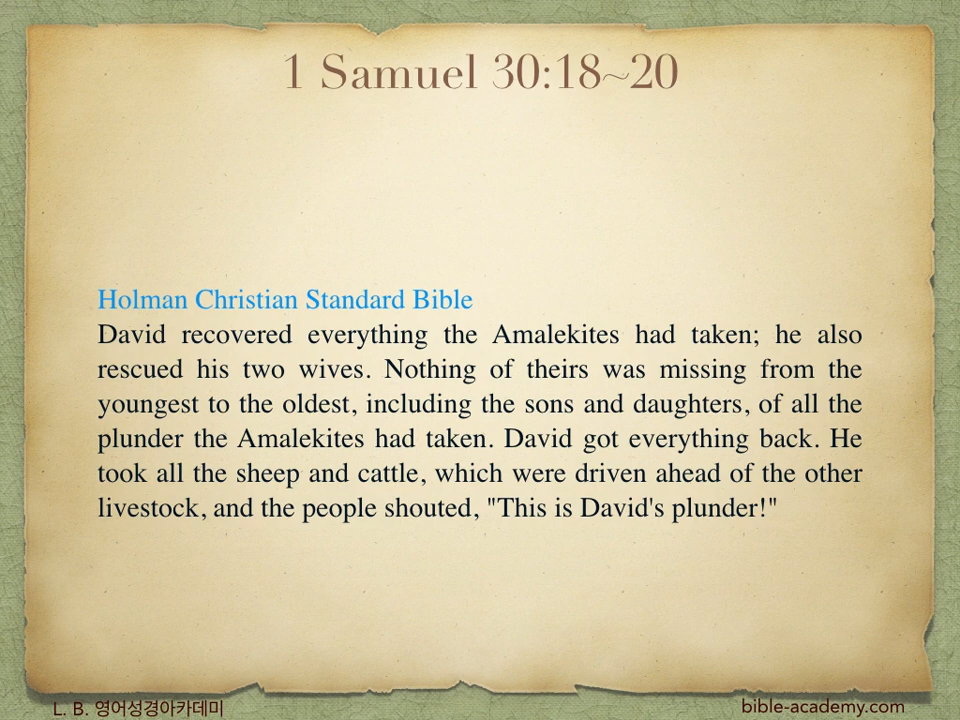 1 Samuel 30:18~20
Holman Christian Standard Bible
David recovered everything the Amalekites had taken; he also
rescued his two wives. Nothing of theirs was missing from the
youngest to the oldest, including the sons and daughters, of all the
plunder the Amalekites had taken. David got everything back. He
took all the sheep and cattle, which were driven ahead of the other
livestock, and the people shouted, "This is David's plunder!"
L. B. 영어성경아카데미
bible-academy.com